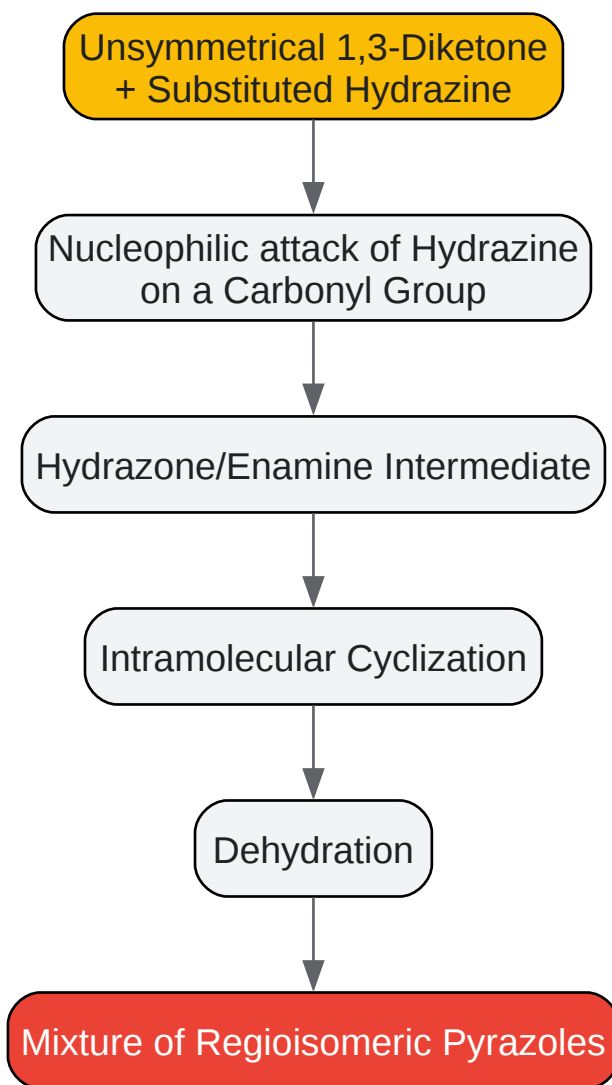 Unsymmetrical 1,3-Diketone
+ Substituted Hydrazine
Nucleophilic attack of Hydrazine
on a Carbonyl Group
Hydrazone/Enamine Intermediate
Intramolecular Cyclization
Dehydration
Mixture of Regioisomeric Pyrazoles